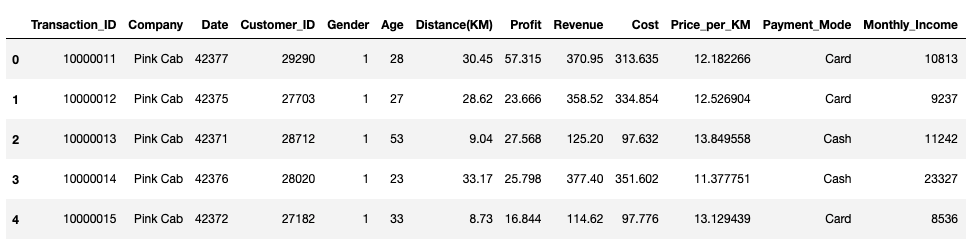 Transaction_ID Company Date Customer_ID Gender Age Distance(KM) Profit Revenue Cost Price_per_KM Payment_Mode Monthly_Income
0 10000011 Pink Cab 42377 29290 1 28 30.45 57.315 370.95 313.635 12.182266 Card 10813
1 10000012 Pink Cab 42375 27703 1 27 28.62 23.666 358.52 334.854 12.526904 Card 9237
2 10000013 Pink Cab 42371 28712 1 53 9.04 27.568 125.20 97.632 13.849558 Cash 11242
3 10000014 Pink Cab 42376 28020 1 23 33.17 25.798 377.40 351.602 11.377751 Cash 23327
4 10000015 Pink Cab 42372 27182 1 33 8.73 16.844 114.62 97.776 13.129439 Card 8536